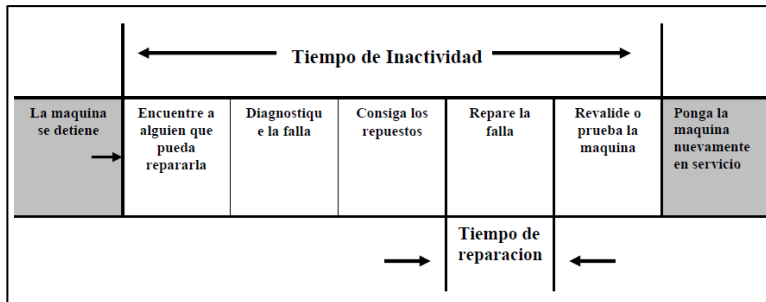 Tiempo de Inactividad
La maquina
se detiene
Encuentre a
alguien que
pueda
repararla
Diagnostiqu
e la falla
Consiga los
repuestos
Repare la
falla
Revalide o
prueba la
maquina
Ponga la
maquina
nuevamente
en servicio
Tiempo de
reparacion